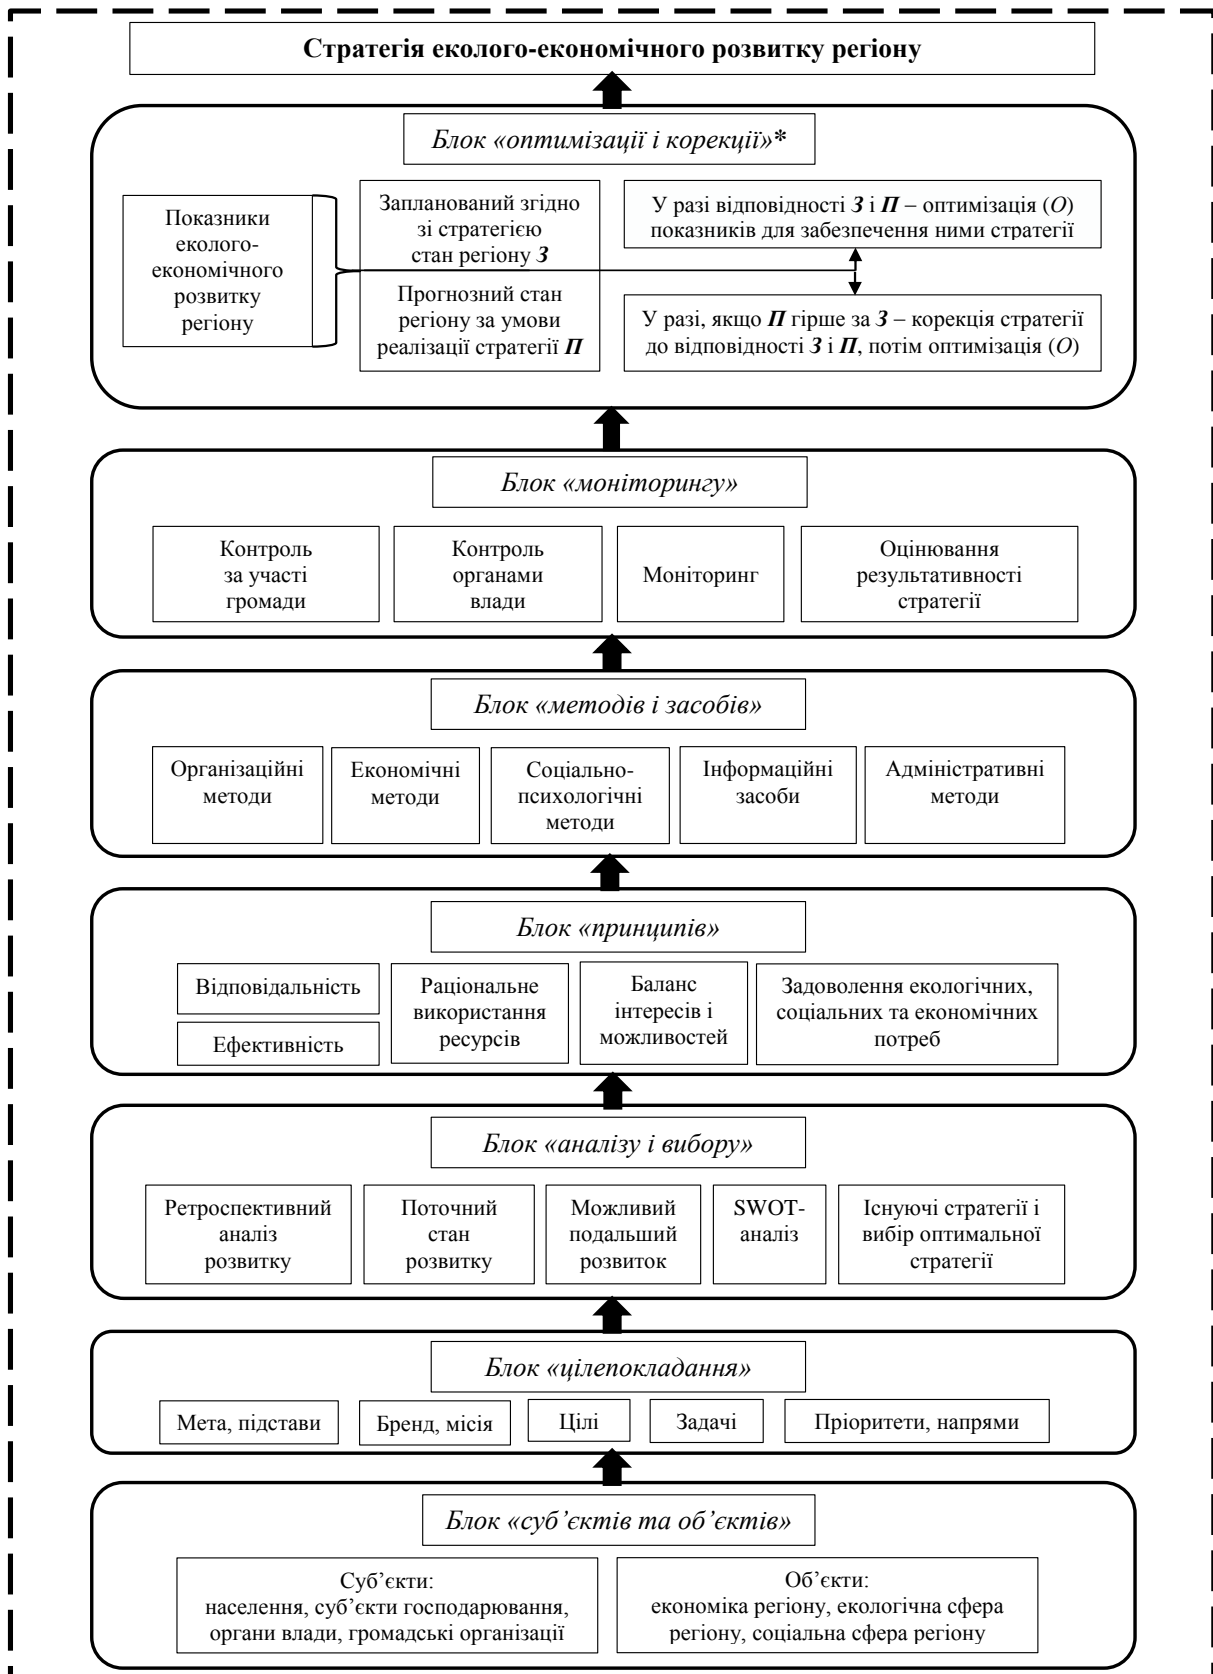 Стратегія еколого-економічного розвитку регіону
Блок «оптимізації і корекції»*
Показники
еколого-
економічного
розвитку
регіону
Запланований згідно
зі стратегією
стан регіону З
Прогнозний стан
регіону за умови
реалізації стратегії П
У разі відповідності З і П – оптимізація (О)
показників для забезпечення ними стратегії
У разі, якщо П гірше за З – корекція стратегії
до відповідності З і П, потім оптимізація (О)
Блок «моніторингу»
Контроль
за участі
громади
Контроль
органами
влади
Моніторинг
Оцінювання
результативності
стратегії
Блок «методів і засобів»
Організаційні
методи
Економічні
методи
Соціально-
психологічні
методи
Інформаційні
засоби
Адміністративні
методи
Блок «принципів»
Відповідальність
Ефективність
Раціональне
використання
ресурсів
Баланс
інтересів і
можливостей
Задоволення екологічних,
соціальних та економічних
потреб
Блок «аналізу і вибору»
Ретроспективний
аналіз
розвитку
Поточний
стан
розвитку
Можливий
подальший
розвиток
SWOT-
аналіз
Існуючі стратегії і
вибір оптимальної
стратегії
Блок «цілепокладання»
Мета, підстави
Бренд, місія
Цілі
Задачі
Пріоритети, напрями
Блок «суб’єктів та об’єктів»
Суб’єкти:
населення, суб’єкти господарювання,
органи влади, громадські організації
Об’єкти:
економіка регіону, екологічна сфера
регіону, соціальна сфера регіону